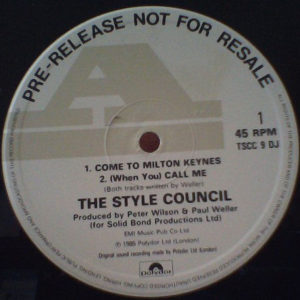 PRE-RELEASE NOT FOR RESALE
A
1
45 RPM
TSCC 9 DJ
1. COME TO MILTON KEYNES
2. (When You) CALL ME
(Both tracks written by Weller)
THE STYLE COUNCIL
Produced by Peter Wilson & Paul Weller
(for Solid Bond Productions Ltd)
EMI Music Pub Co Ltd
℗ 1985 Polydor Ltd (London)
Original sound recording made by Polydor Ltd (London)
polydor